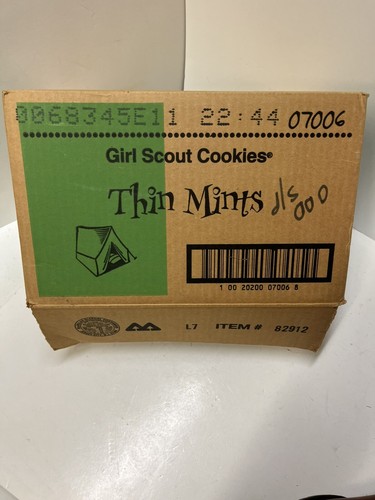 0068345E11 22:44 07006
Girl Scout Cookies®
Thin Mints
1 00 20200 07006 8
L7 ITEM # 82912